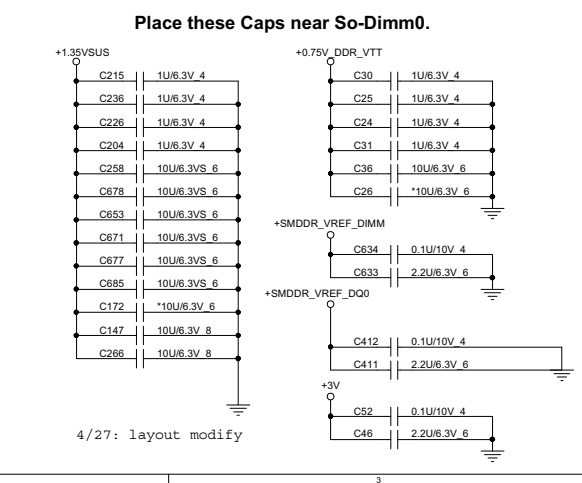 Place these Caps near So-Dimm0.
+1.35VSUS
C215 1U/6.3V_4
C236 1U/6.3V_4
C226 1U/6.3V_4
C204 1U/6.3V_4
C258 10U/6.3VS_6
C678 10U/6.3VS_6
C653 10U/6.3VS_6
C671 10U/6.3VS_6
C677 10U/6.3VS_6
C685 10U/6.3VS_6
C172 *10U/6.3V_6
C147 10U/6.3V_8
C266 10U/6.3V_8
4/27: layout modify
+0.75V_DDR_VTT
C30 1U/6.3V_4
C25 1U/6.3V_4
C24 1U/6.3V_4
C31 1U/6.3V_4
C36 10U/6.3V_6
C26 *10U/6.3V_6
+SMDDR_VREF_DIMM
C634 0.1U/10V_4
C633 2.2U/6.3V_6
+SMDDR_VREF_DQ0
C412 0.1U/10V_4
C411 2.2U/6.3V_6
+3V
C52 0.1U/10V_4
C46 2.2U/6.3V_6
3